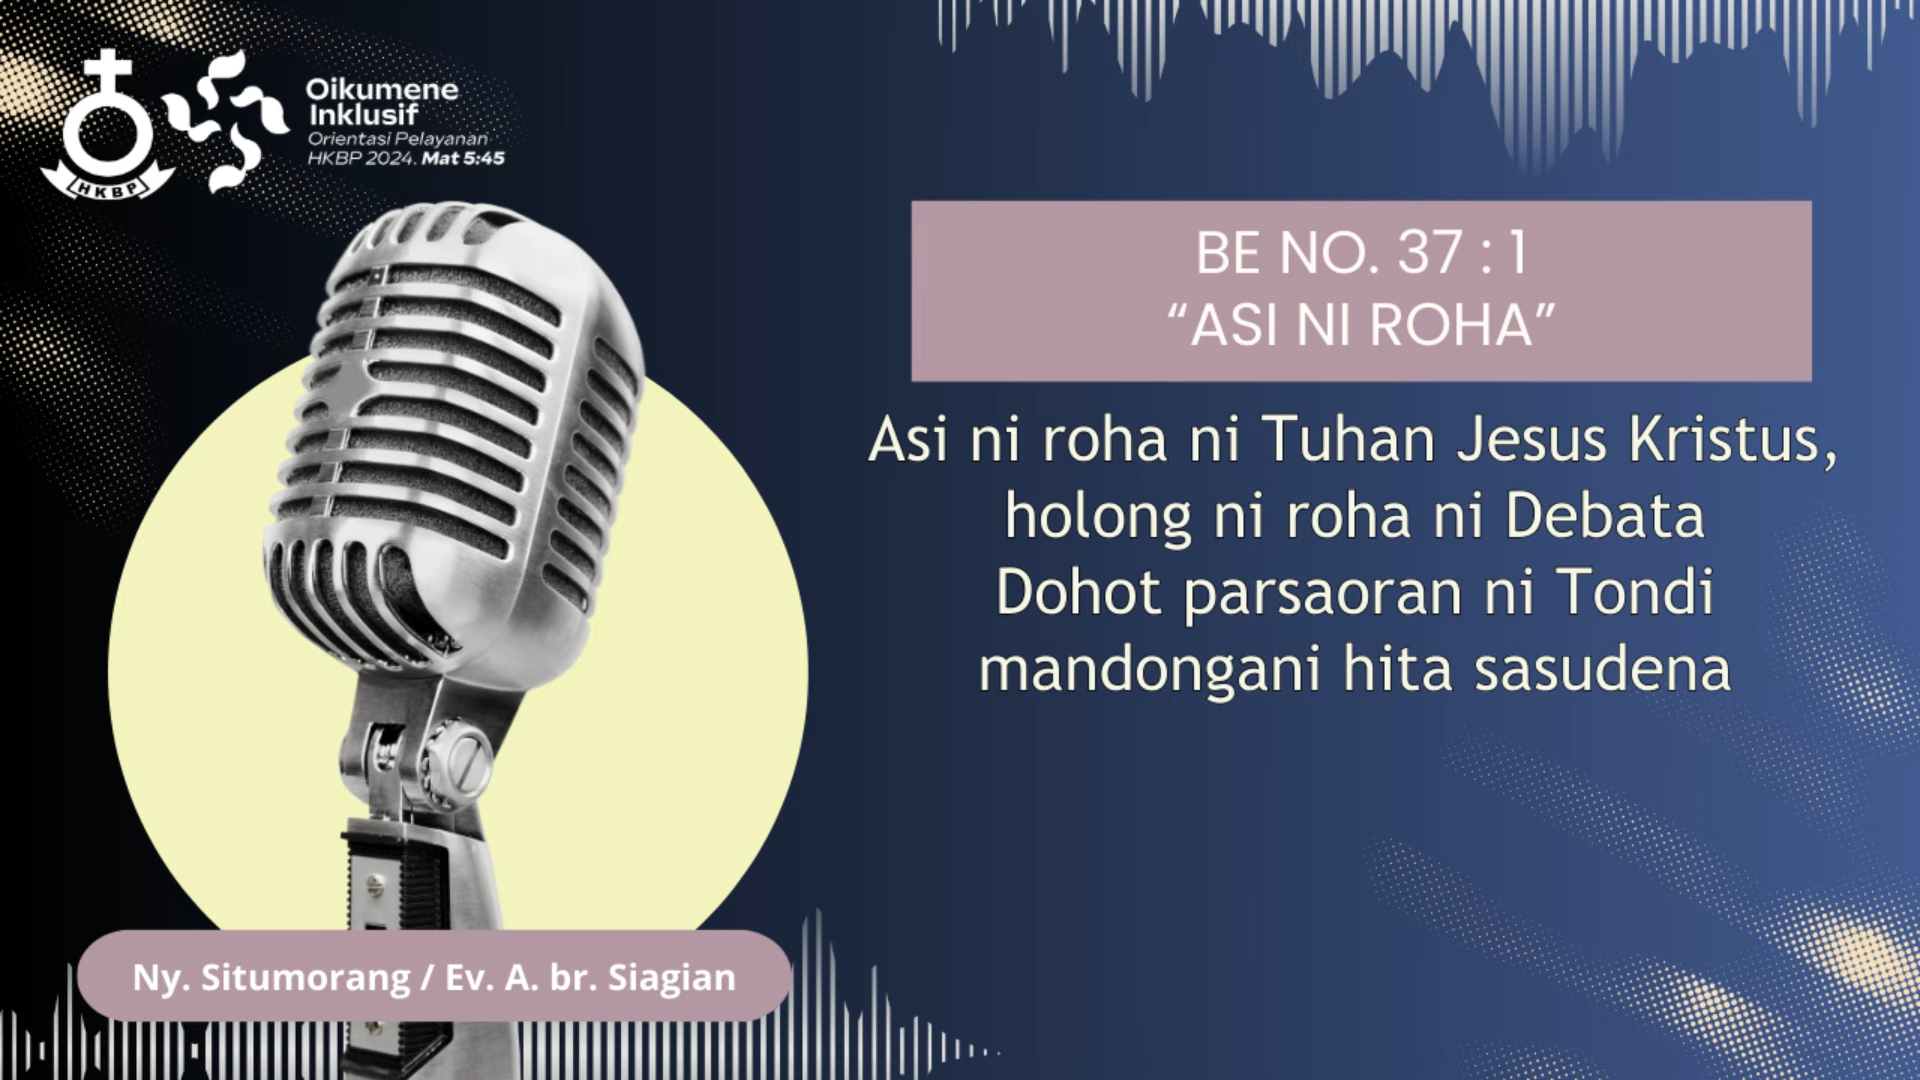 HKBP
Oikumene
Inklusif
Orientasi Pelayanan
HKBP 2024. Mat 5:45
BE NO. 37 : 1
“ASI NI ROHA”
Asi ni roha ni Tuhan Jesus Kristus,
holong ni roha ni Debata
Dohot parsaoran ni Tondi
mandongani hita sasudena
Ny. Situmorang / Ev. A. br. Siagian